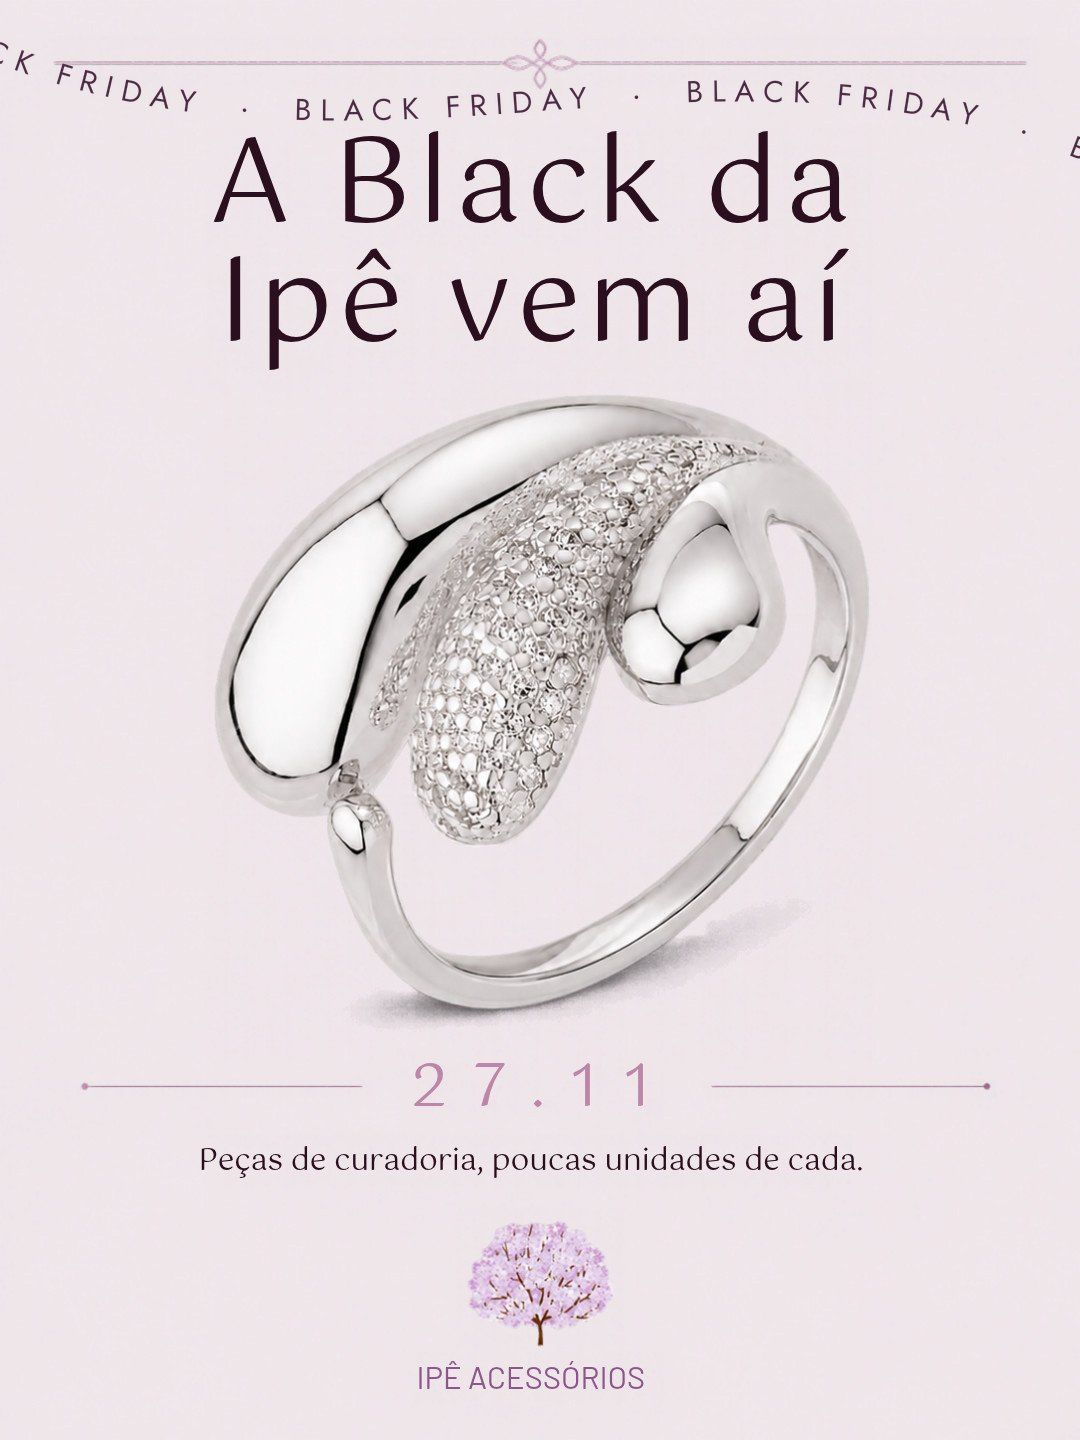 CK FRIDAY · BLACK FRIDAY · BLACK FRIDAY ·
A Black da
Ipê vem aí
27.11
Peças de curadoria, poucas unidades de cada.
IPÊ ACESSÓRIOS